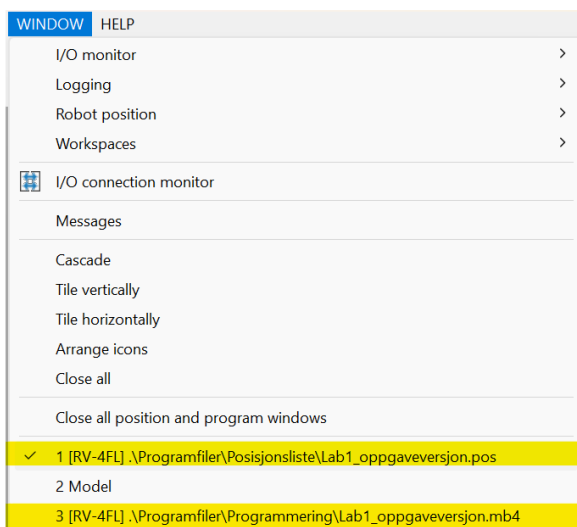 WINDOW HELP
I/O monitor
Logging
Robot position
Workspaces
I/O connection monitor
Messages
Cascade
Tile vertically
Tile horizontally
Arrange icons
Close all
Close all position and program windows
1 [RV-4FL] .\Programfiler\Posisjonsliste\Lab1_oppgaveversjon.pos
2 Model
3 [RV-4FL] .\Programfiler\Programmering\Lab1_oppgaveversjon.mb4